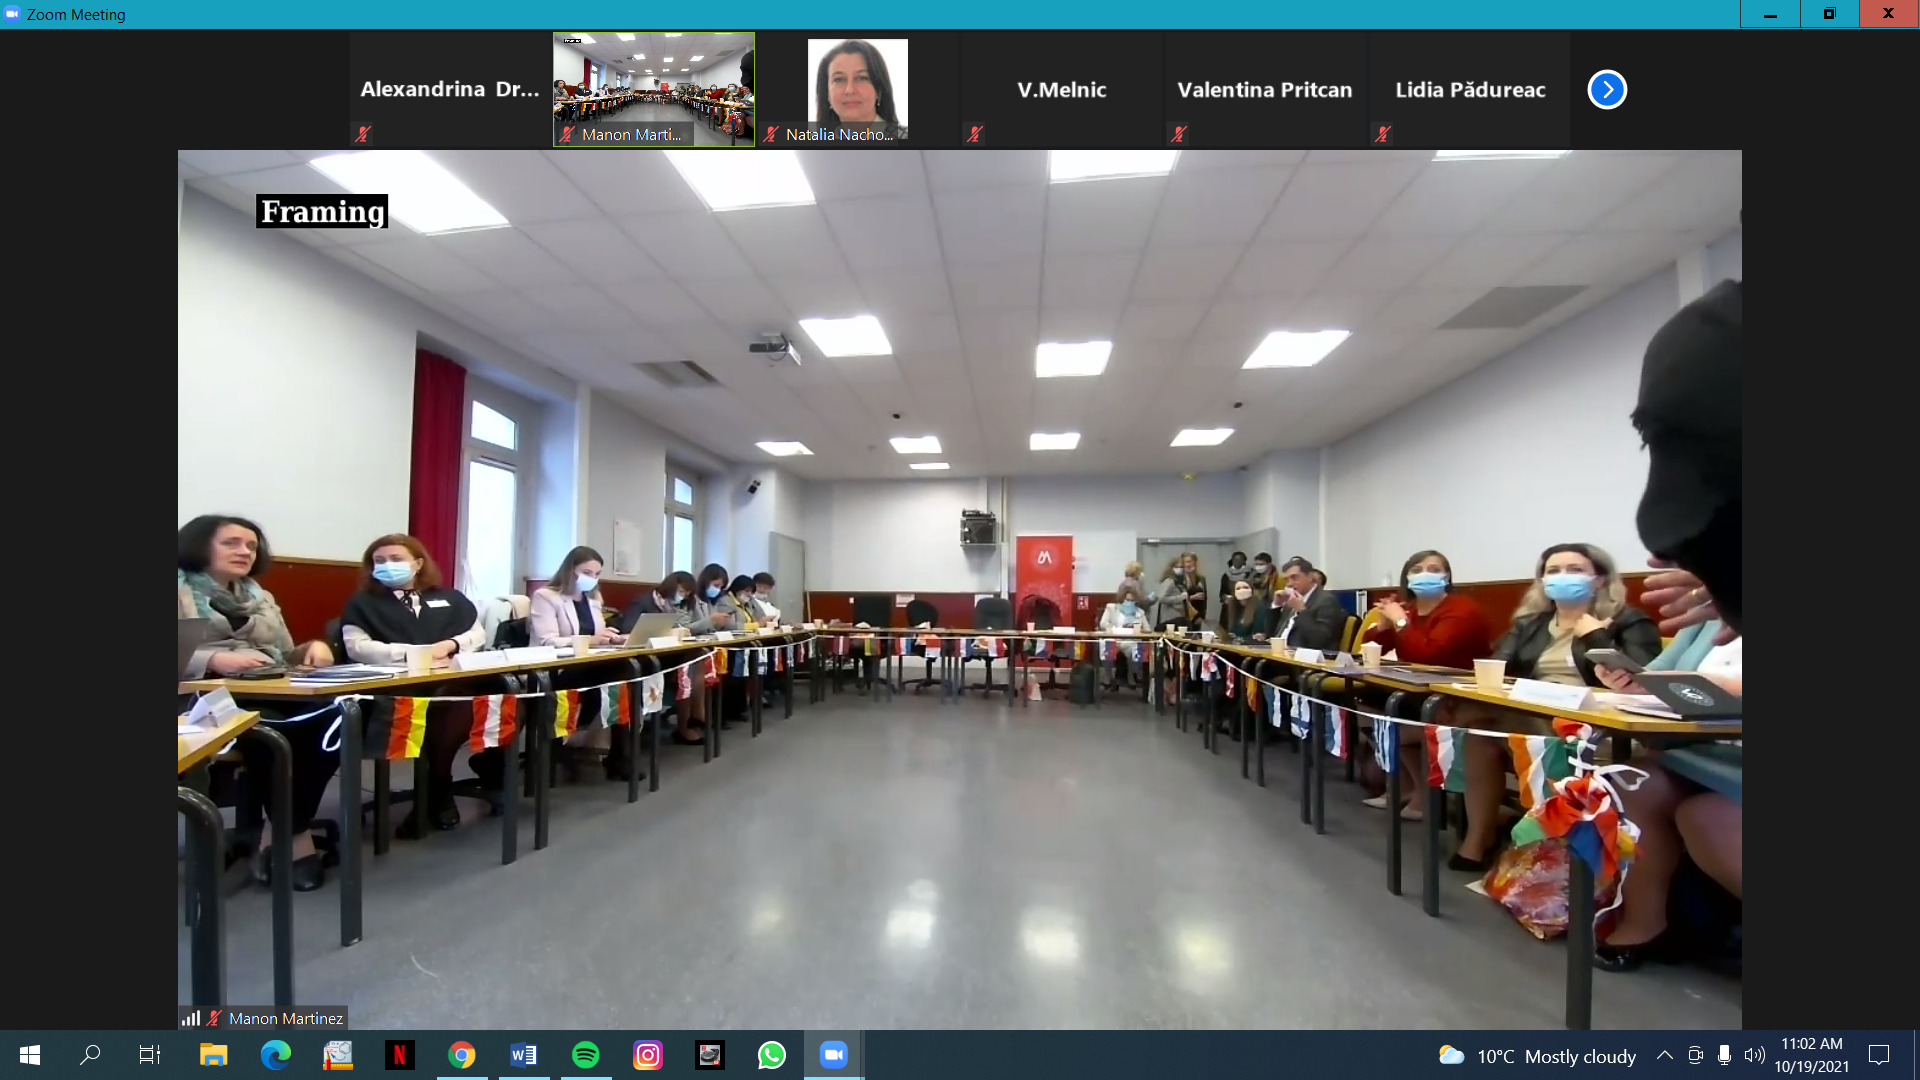 Zoom Meeting
Alexandrina Dr...
Manon Marti...
Natalia Nacho...
V.Melnic
Valentina Pritcan
Lidia Pădureac
Framing
Manon Martinez
10°C Mostly cloudy
11:02 AM
10/19/2021